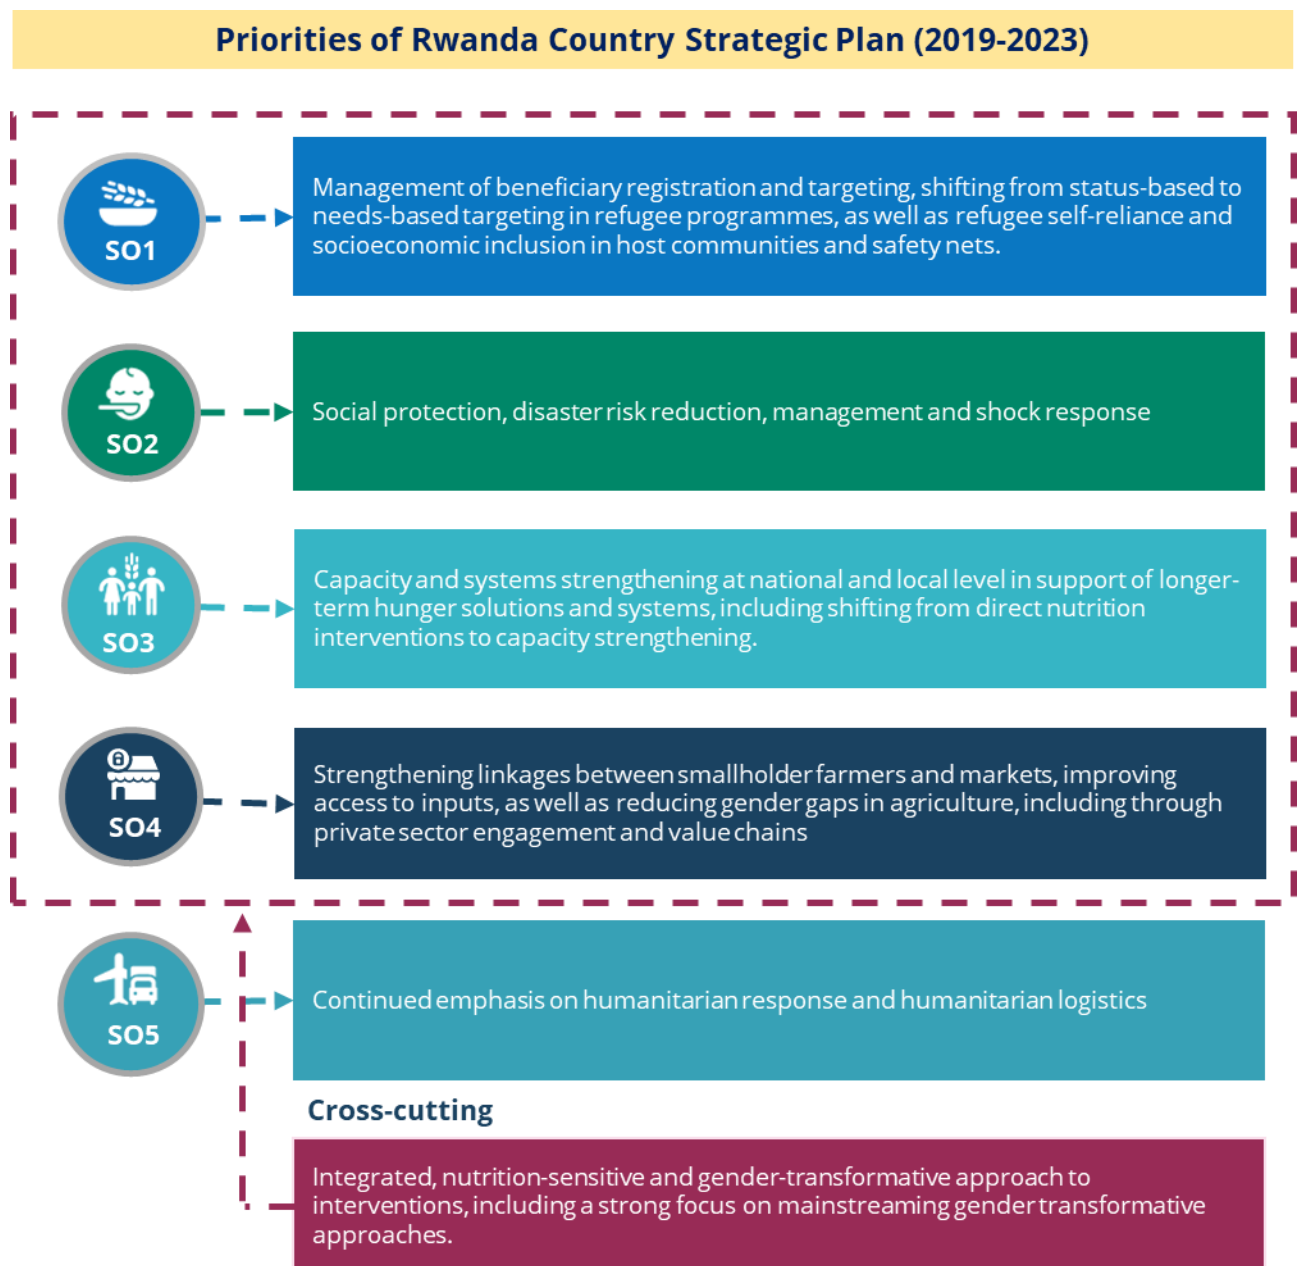 Priorities of Rwanda Country Strategic Plan (2019-2023)
SO1
Management of beneficiary registration and targeting, shifting from status-based to
needs-based targeting in refugee programmes, as well as refugee self-reliance and
socioeconomic inclusion in host communities and safety nets.
SO2
Social protection, disaster risk reduction, management and shock response
SO3
Capacity and systems strengthening at national and local level in support of longer-
term hunger solutions and systems, including shifting from direct nutrition
interventions to capacity strengthening.
SO4
Strengthening linkages between smallholder farmers and markets, improving
access to inputs, as well as reducing gender gaps in agriculture, including through
private sector engagement and value chains
SO5
Continued emphasis on humanitarian response and humanitarian logistics
Cross-cutting
Integrated, nutrition-sensitive and gender-transformative approach to
interventions, including a strong focus on mainstreaming gender transformative
approaches.